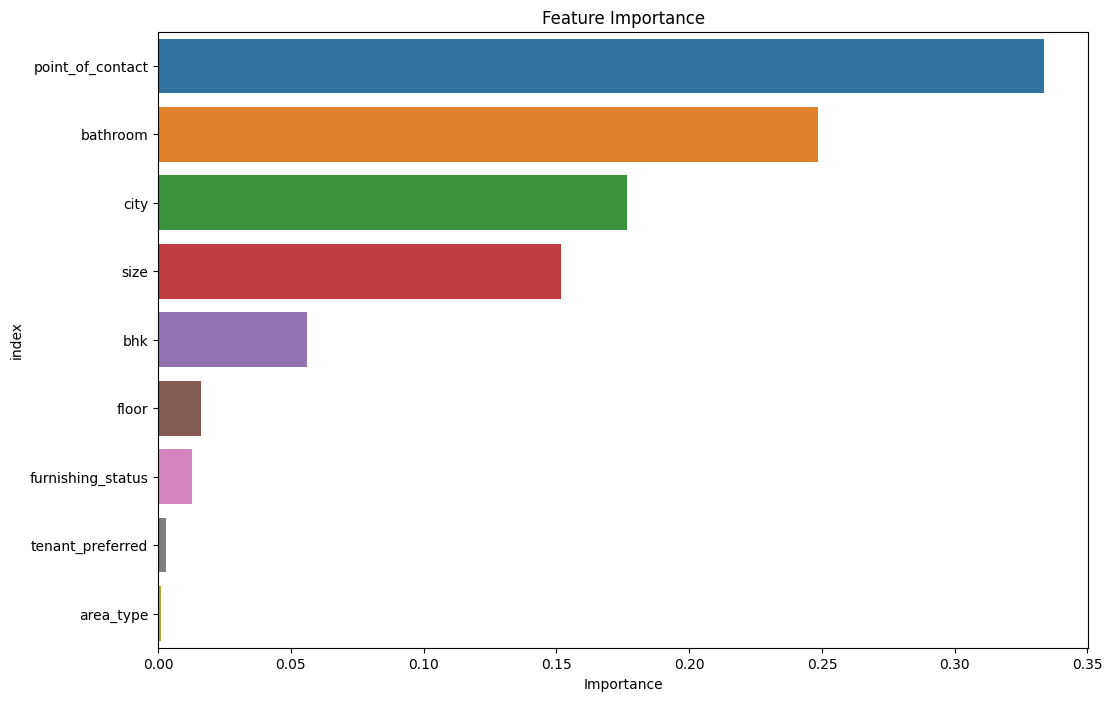 Feature Importance
point_of_contact
bathroom
city
size
bhk
floor
furnishing_status
tenant_preferred
area_type
index
0.00 0.05 0.10 0.15 0.20 0.25 0.30 0.35
Importance